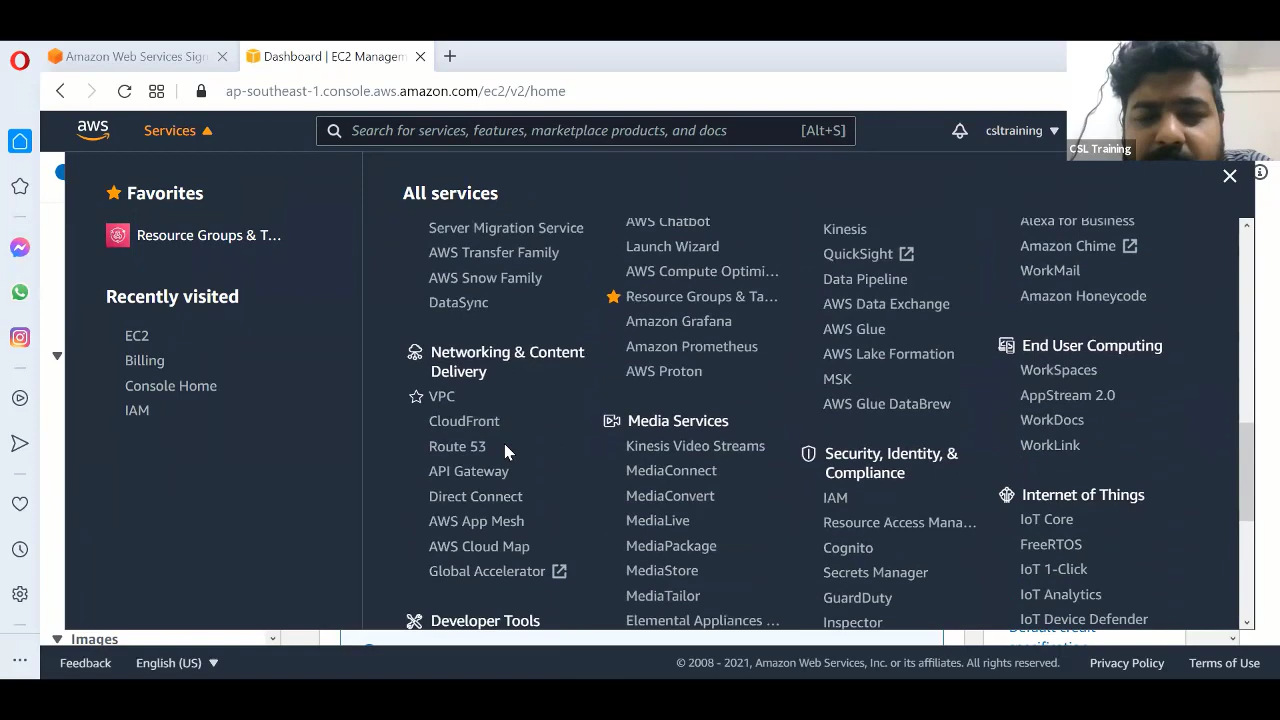 Amazon Web Services Sign
Dashboard | EC2 Managem
ap-southeast-1.console.aws.amazon.com/ec2/v2/home
aws
Services
Search for services, features, marketplace products, and docs
[Alt+S]
csltraining
CSL Training
Favorites
Resource Groups & T...
Recently visited
EC2
Billing
Console Home
IAM
All services
Server Migration Service
AWS Transfer Family
AWS Snow Family
DataSync
Networking & Content
Delivery
VPC
CloudFront
Route 53
API Gateway
Direct Connect
AWS App Mesh
AWS Cloud Map
Global Accelerator
Developer Tools
AWS Chatbot
Launch Wizard
AWS Compute Optimi...
Resource Groups & Ta...
Amazon Grafana
Amazon Prometheus
AWS Proton
Media Services
Kinesis Video Streams
MediaConnect
MediaConvert
MediaLive
MediaPackage
MediaStore
MediaTailor
Elemental Appliances ...
Kinesis
QuickSight
Data Pipeline
AWS Data Exchange
AWS Glue
AWS Lake Formation
MSK
AWS Glue DataBrew
Security, Identity, &
Compliance
IAM
Resource Access Mana...
Cognito
Secrets Manager
GuardDuty
Inspector
Alexa for Business
Amazon Chime
WorkMail
Amazon Honeycode
End User Computing
WorkSpaces
AppStream 2.0
WorkDocs
WorkLink
Internet of Things
IoT Core
FreeRTOS
IoT 1-Click
IoT Analytics
IoT Device Defender
Images
Default credit
Feedback
English (US)
© 2008 - 2021, Amazon Web Services, Inc. or its affiliates. All rights reserved.
Privacy Policy
Terms of Use